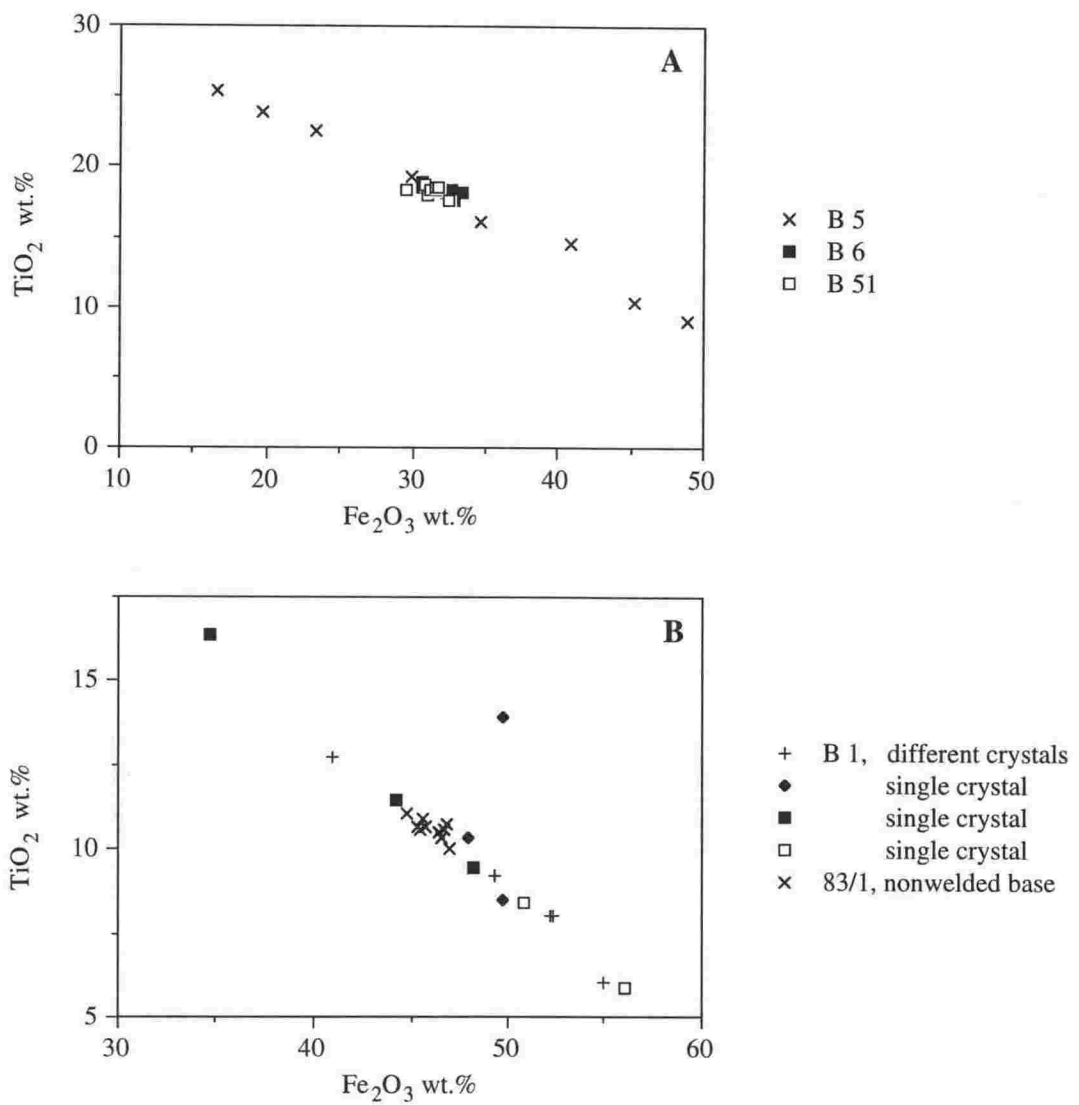 30
A
20
TiO2 wt.%
10
0
10 20 30 40 50
Fe2O3 wt.%
× B 5
■ B 6
□ B 51
B
15
TiO2 wt.%
10
5
30 40 50 60
Fe2O3 wt.%
+ B 1, different crystals
◆ single crystal
■ single crystal
□ single crystal
× 83/1, nonwelded base